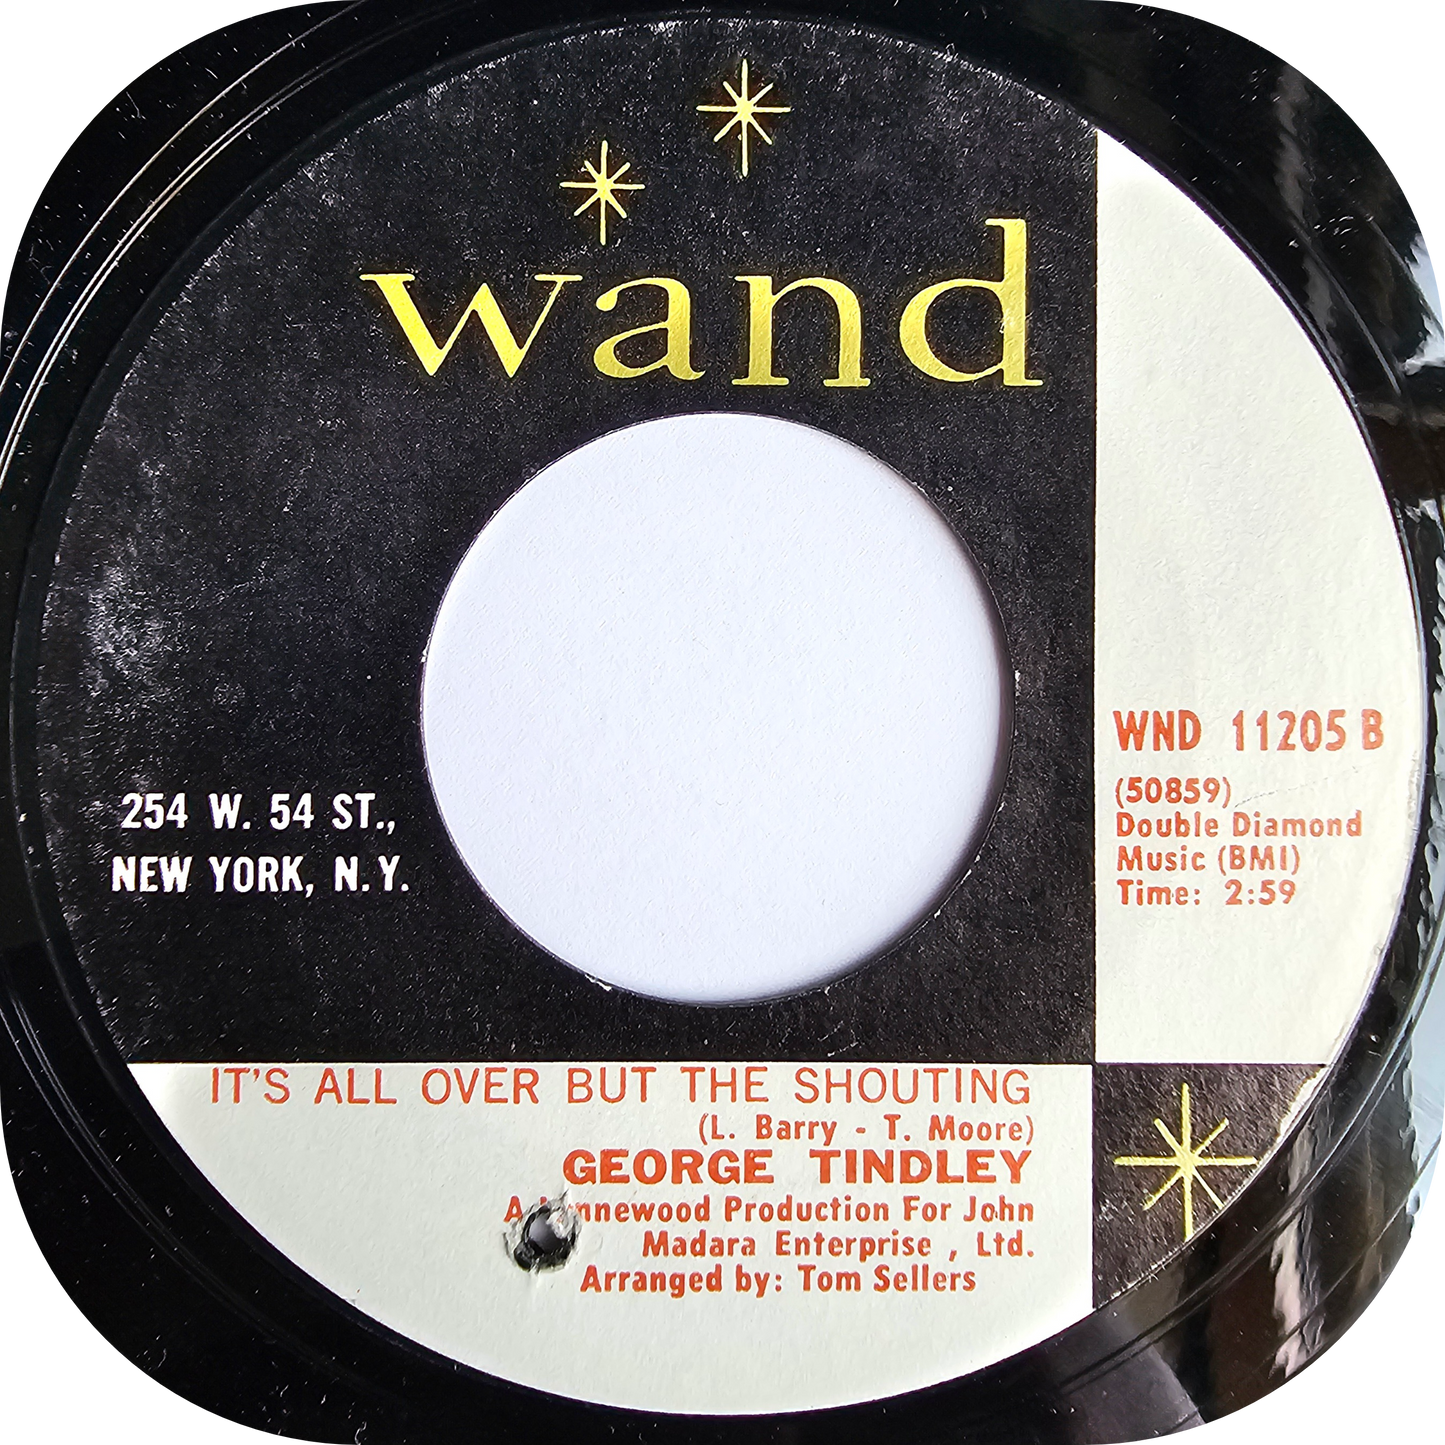 wand
254 W. 54 ST.,
NEW YORK, N.Y.
WND 11205 B
(50859)
Double Diamond
Music (BMI)
Time: 2:59
IT'S ALL OVER BUT THE SHOUTING
(L. Barry - T. Moore)
GEORGE TINDLEY
A Production For John
Madara Enterprise , Ltd.
Arranged by: Tom Sellers